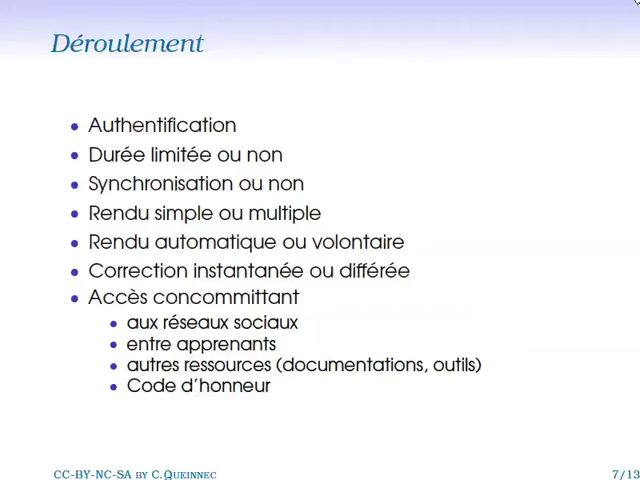 Déroulement
• Authentification
• Durée limitée ou non
• Synchronisation ou non
• Rendu simple ou multiple
• Rendu automatique ou volontaire
• Correction instantanée ou différée
• Accès concommittant
• aux réseaux sociaux
• entre apprenants
• autres ressources (documentations, outils)
• Code d'honneur
CC-BY-NC-SA BY C.QUEINNEC 7/13